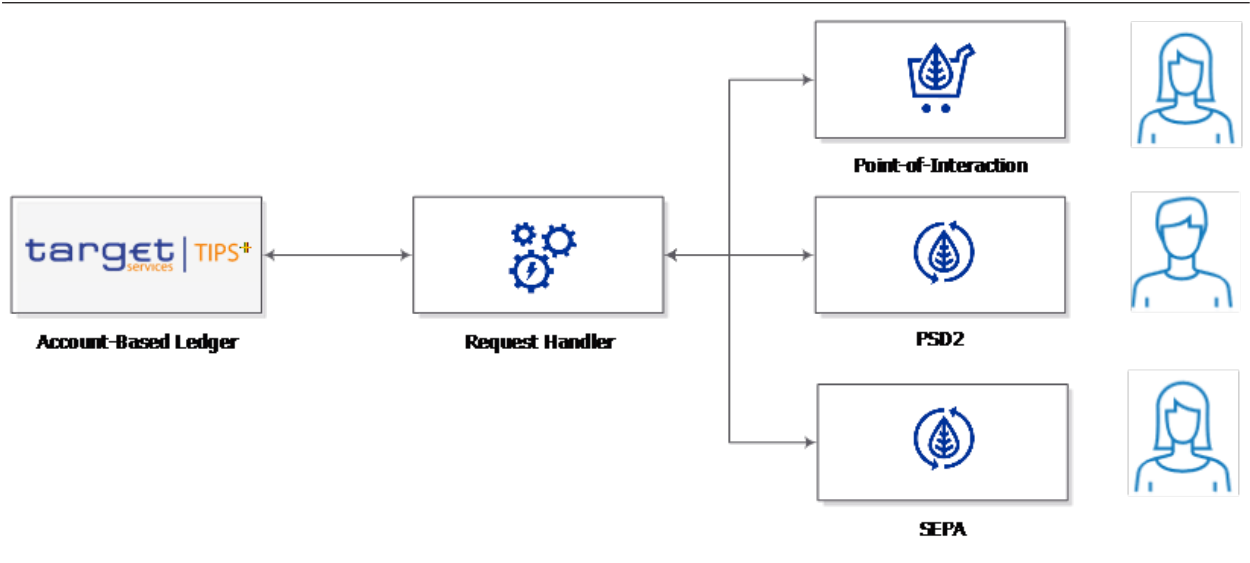 Point-of-Interaction
target | TIPS+
services
Account-Based Ledger
Request Handler
PSD2
SEPA